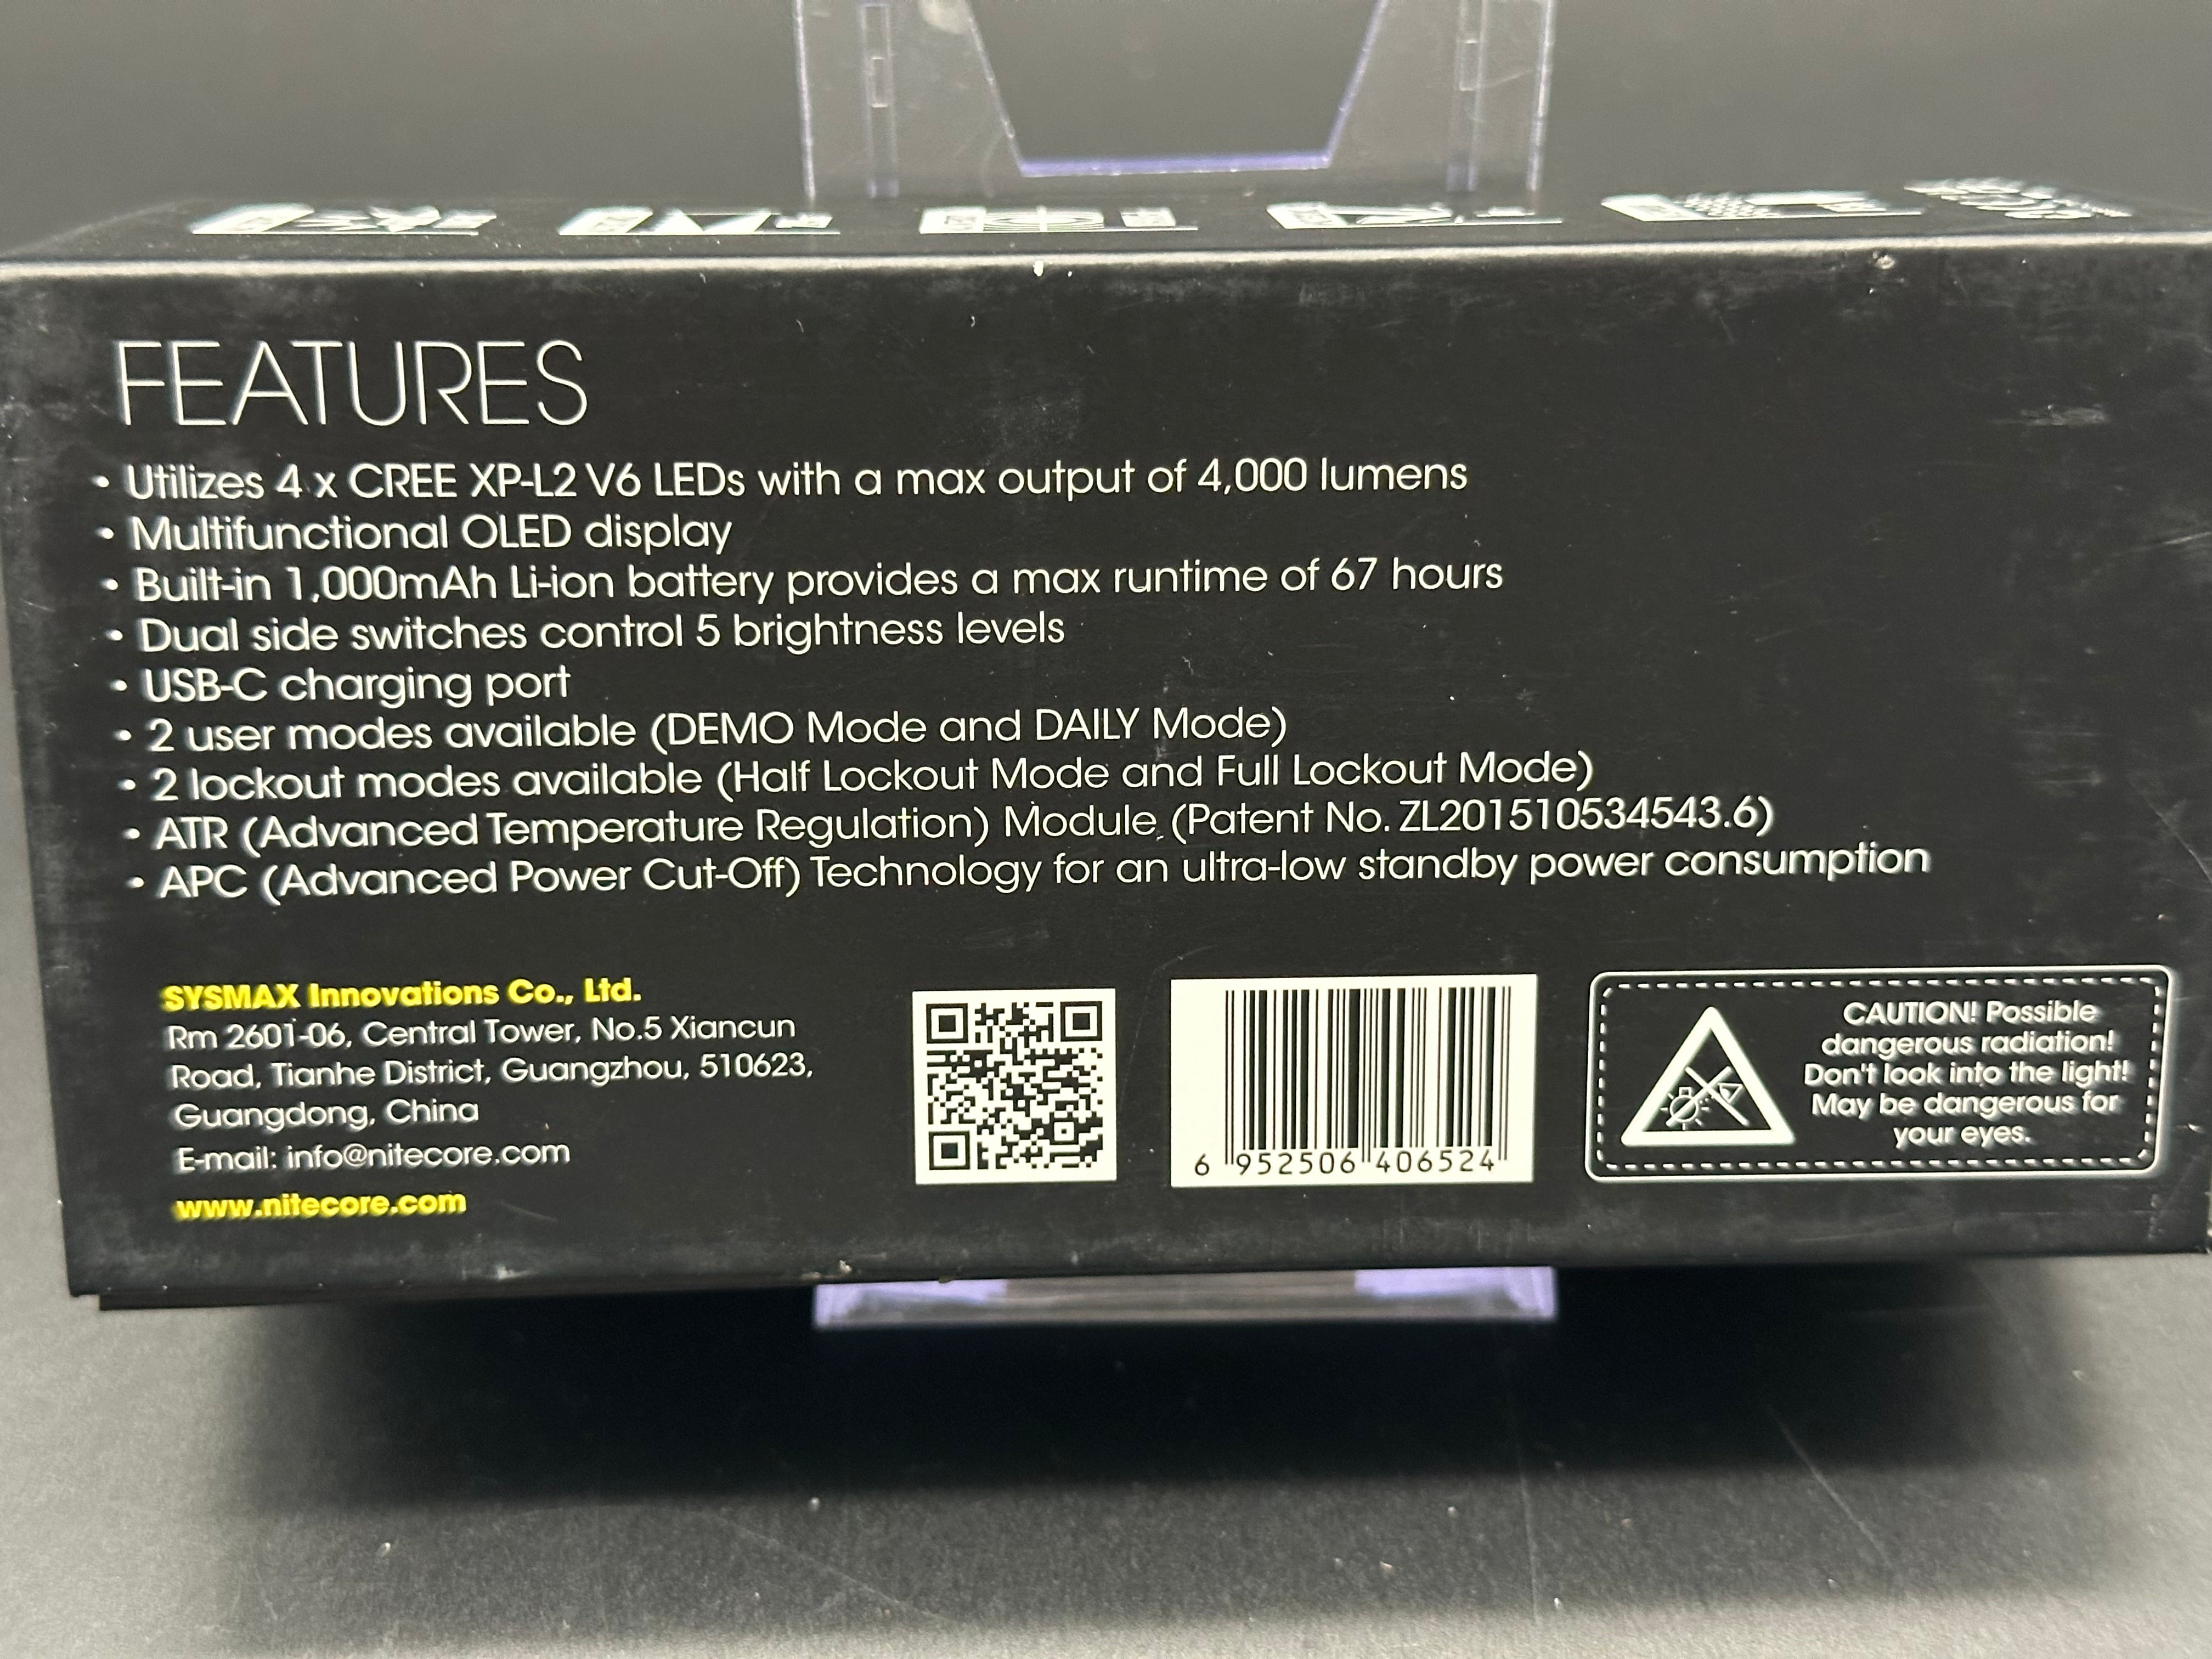 FEATURES
• Utilizes 4 x CREE XP-L2 V6 LEDs with a max output of 4,000 lumens
• Multifunctional OLED display
• Built-in 1,000mAh Li-ion battery provides a max runtime of 67 hours
• Dual side switches control 5 brightness levels
• USB-C charging port
• 2 user modes available (DEMO Mode and DAILY Mode)
• 2 lockout modes available (Half Lockout Mode and Full Lockout Mode)
• ATR (Advanced Temperature Regulation) Module (Patent No. ZL201510534543.6)
• APC (Advanced Power Cut-Off) Technology for an ultra-low standby power consumption
SYSMAX Innovations Co., Ltd.
Rm 2601-06, Central Tower, No.5 Xiancun
Road, Tianhe District, Guangzhou, 510623,
Guangdong, China
E-mail: info@nitecore.com
www.nitecore.com
6 952506 406524
CAUTION! Possible
dangerous radiation!
Don't look into the light!
May be dangerous for
your eyes.